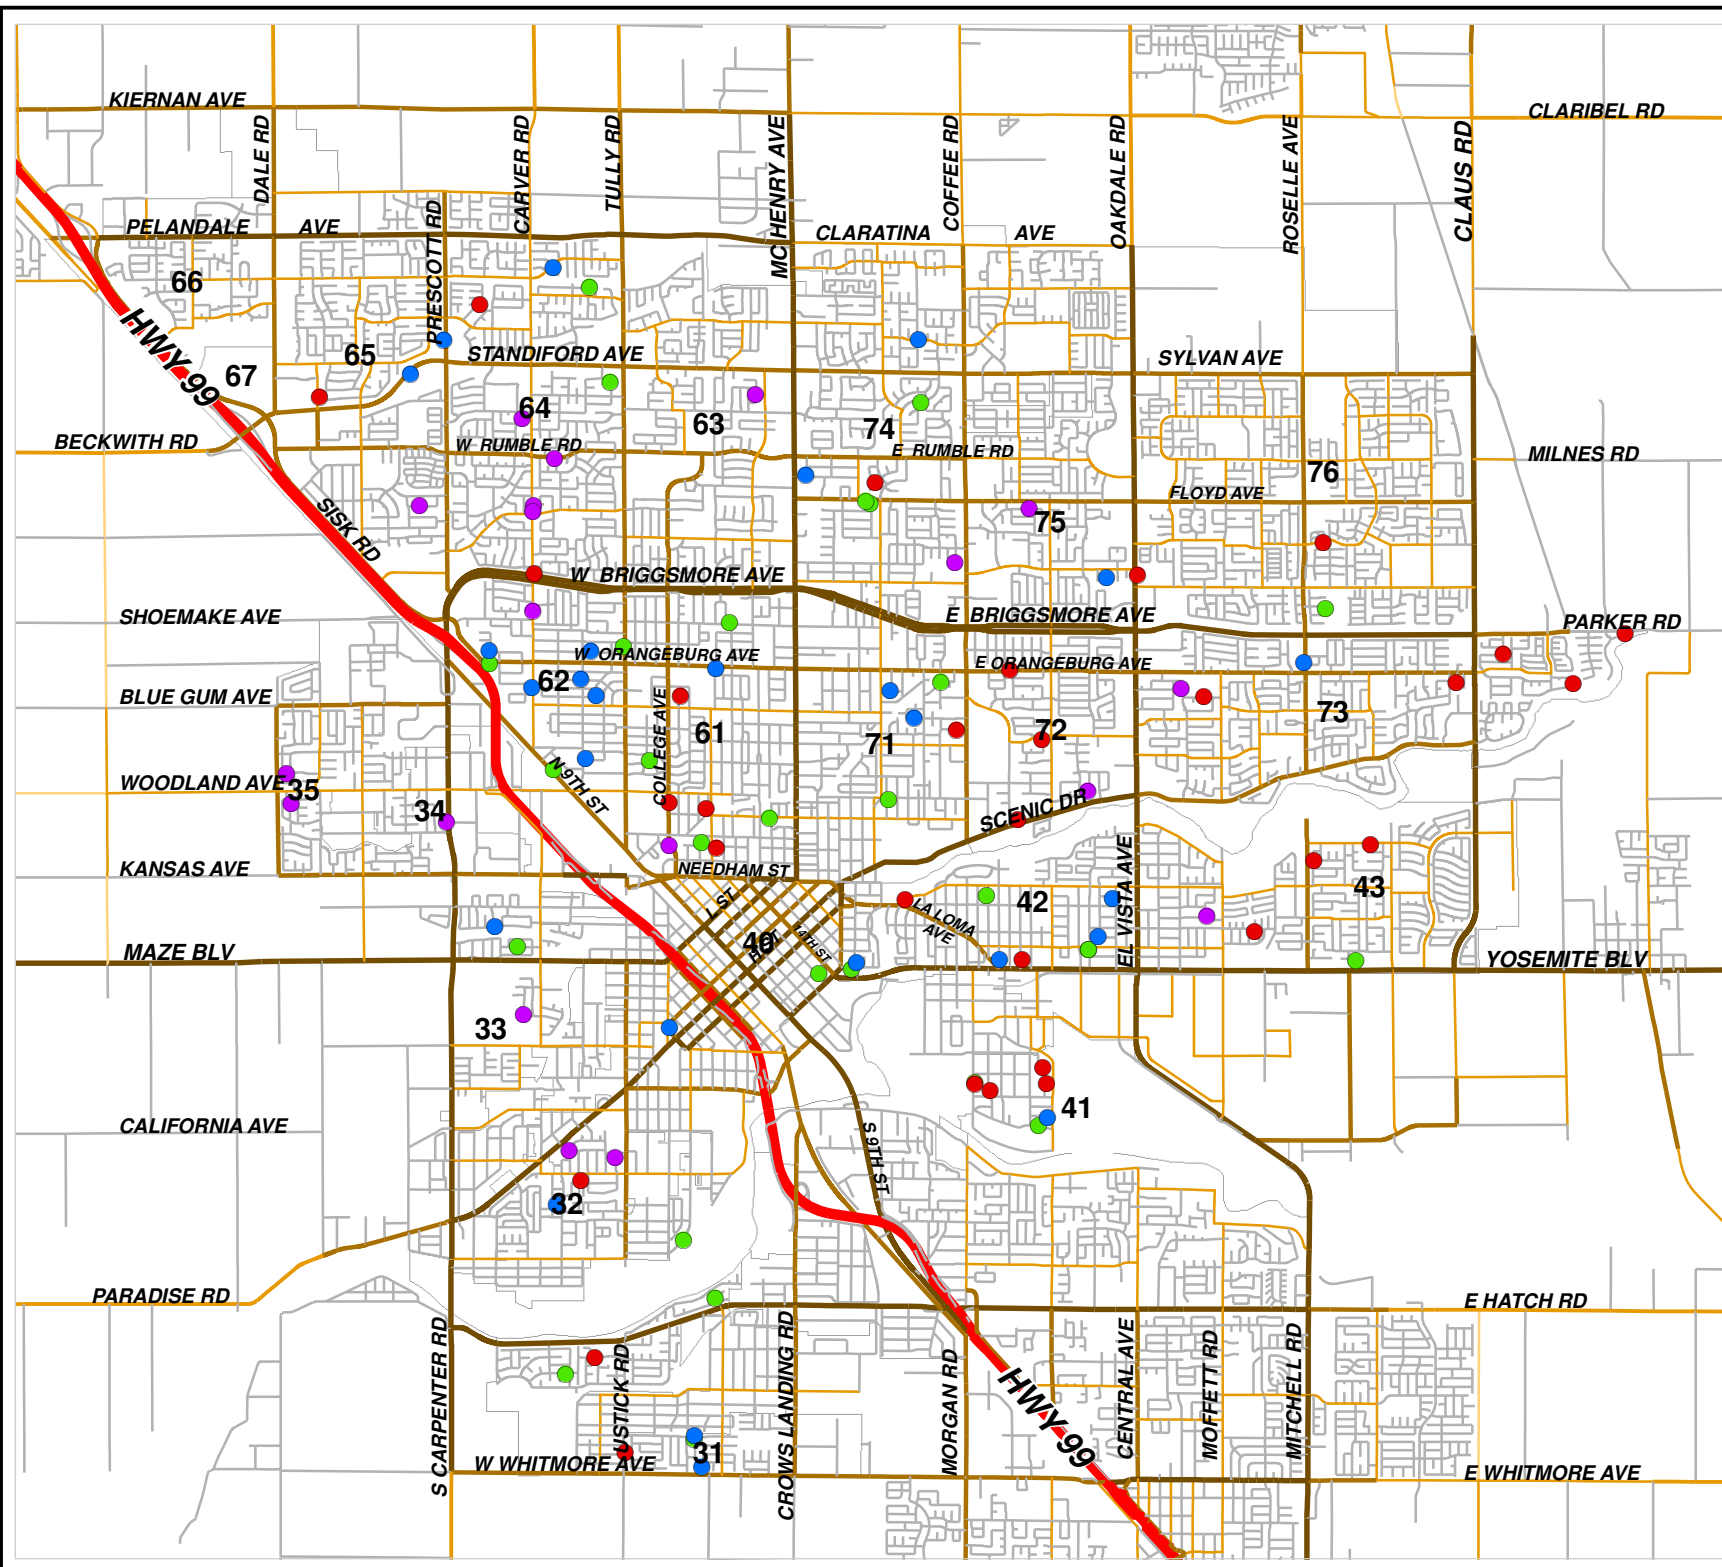 KIERNAN AVE
CLARIBEL RD
DALE RD
CARVER RD
TULLY RD
MC HENRY AVE
COFFEE RD
OAKDALE RD
ROSELLE AVE
CLAUS RD
PELANDALE AVE
CLARATINA AVE
PRESCOTT RD
66
HWY 99
65
67
STANDIFORD AVE
SYLVAN AVE
64
63
74
BECKWITH RD
W RUMBLE RD
E RUMBLE RD
MILNES RD
76
FLOYD AVE
75
SISK RD
W BRIGGSMORE AVE
E BRIGGSMORE AVE
SHOEMAKE AVE
PARKER RD
W ORANGEBURG AVE
E ORANGEBURG AVE
62
BLUE GUM AVE
COLLEGE AVE
61
71
72
73
WOODLAND AVE
35
34
N 9TH ST
SCENIC DR
KANSAS AVE
NEEDHAM ST
EL VISTA AVE
43
42
I ST
LA LOMA
AVE
40
MAZE BLV
YOSEMITE BLV
33
41
CALIFORNIA AVE
S 9TH ST
32
PARADISE RD
E HATCH RD
S CARPENTER RD
USTICK RD
CROWS LANDING RD
MORGAN RD
HWY 99
CENTRAL AVE
MOFFETT RD
MITCHELL RD
31
W WHITMORE AVE
E WHITMORE AVE